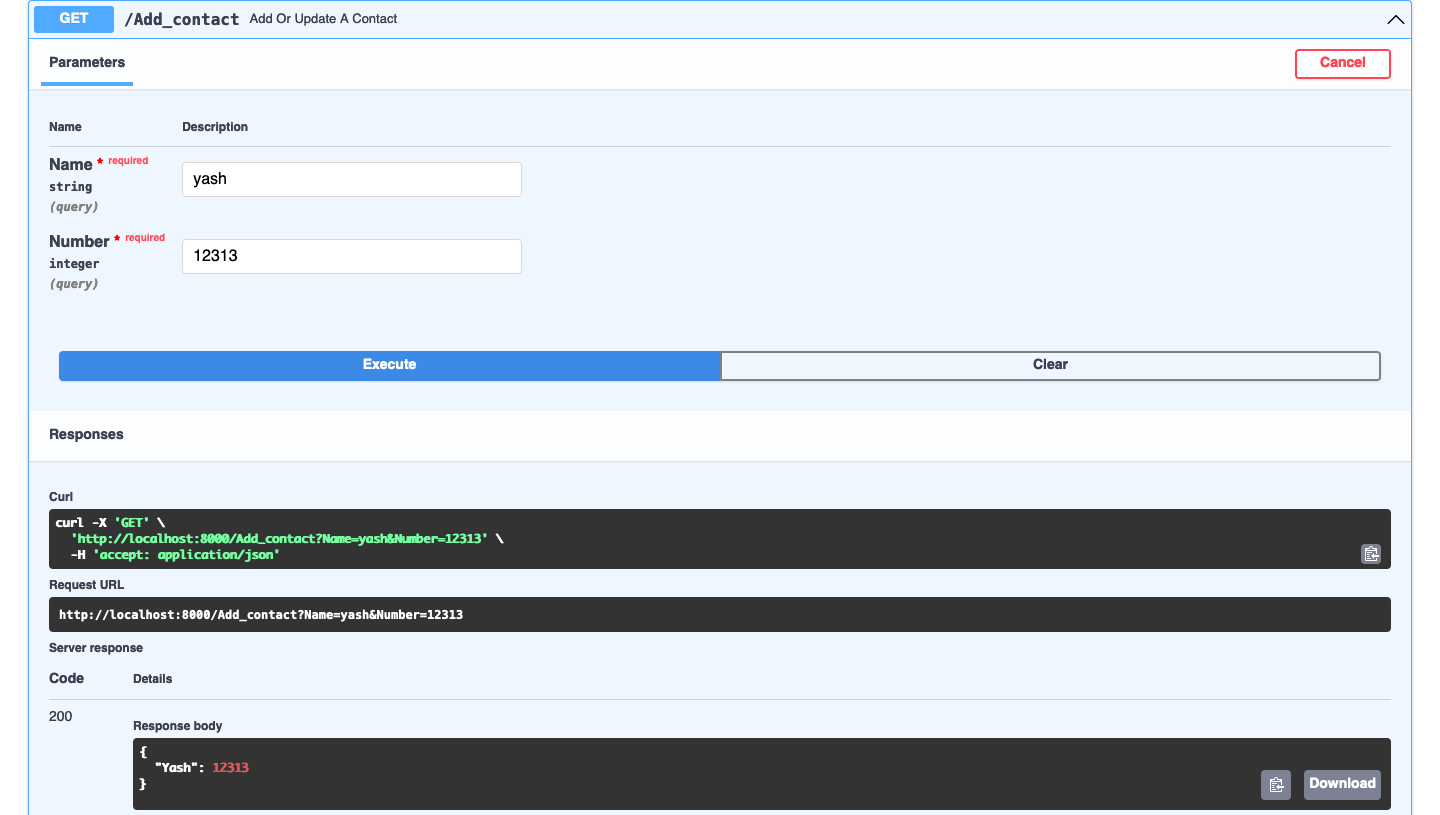 GET /Add_contact Add Or Update A Contact
Parameters Cancel
Name Description
Name * required
string
(query)
yash
Number * required
integer
(query)
12313
Execute Clear
Responses
Curl
curl -X 'GET' \
'http://localhost:8000/Add_contact?Name=yash&Number=12313' \
-H 'accept: application/json'
Request URL
http://localhost:8000/Add_contact?Name=yash&Number=12313
Server response
Code Details
200
Response body
{
"Yash": 12313
}
Download